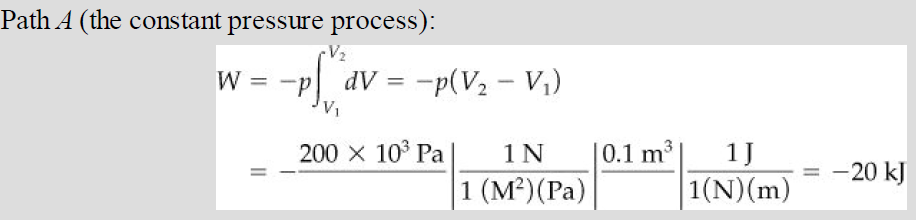 Path A (the constant pressure process):
W = −p∫_{V₁}^{V₂} dV = −p(V₂ − V₁)
= −(200 × 10³ Pa / ) | (1 N / 1 (M²)(Pa)) | (0.1 m³ / ) | (1 J / 1(N)(m)) = −20 kJ